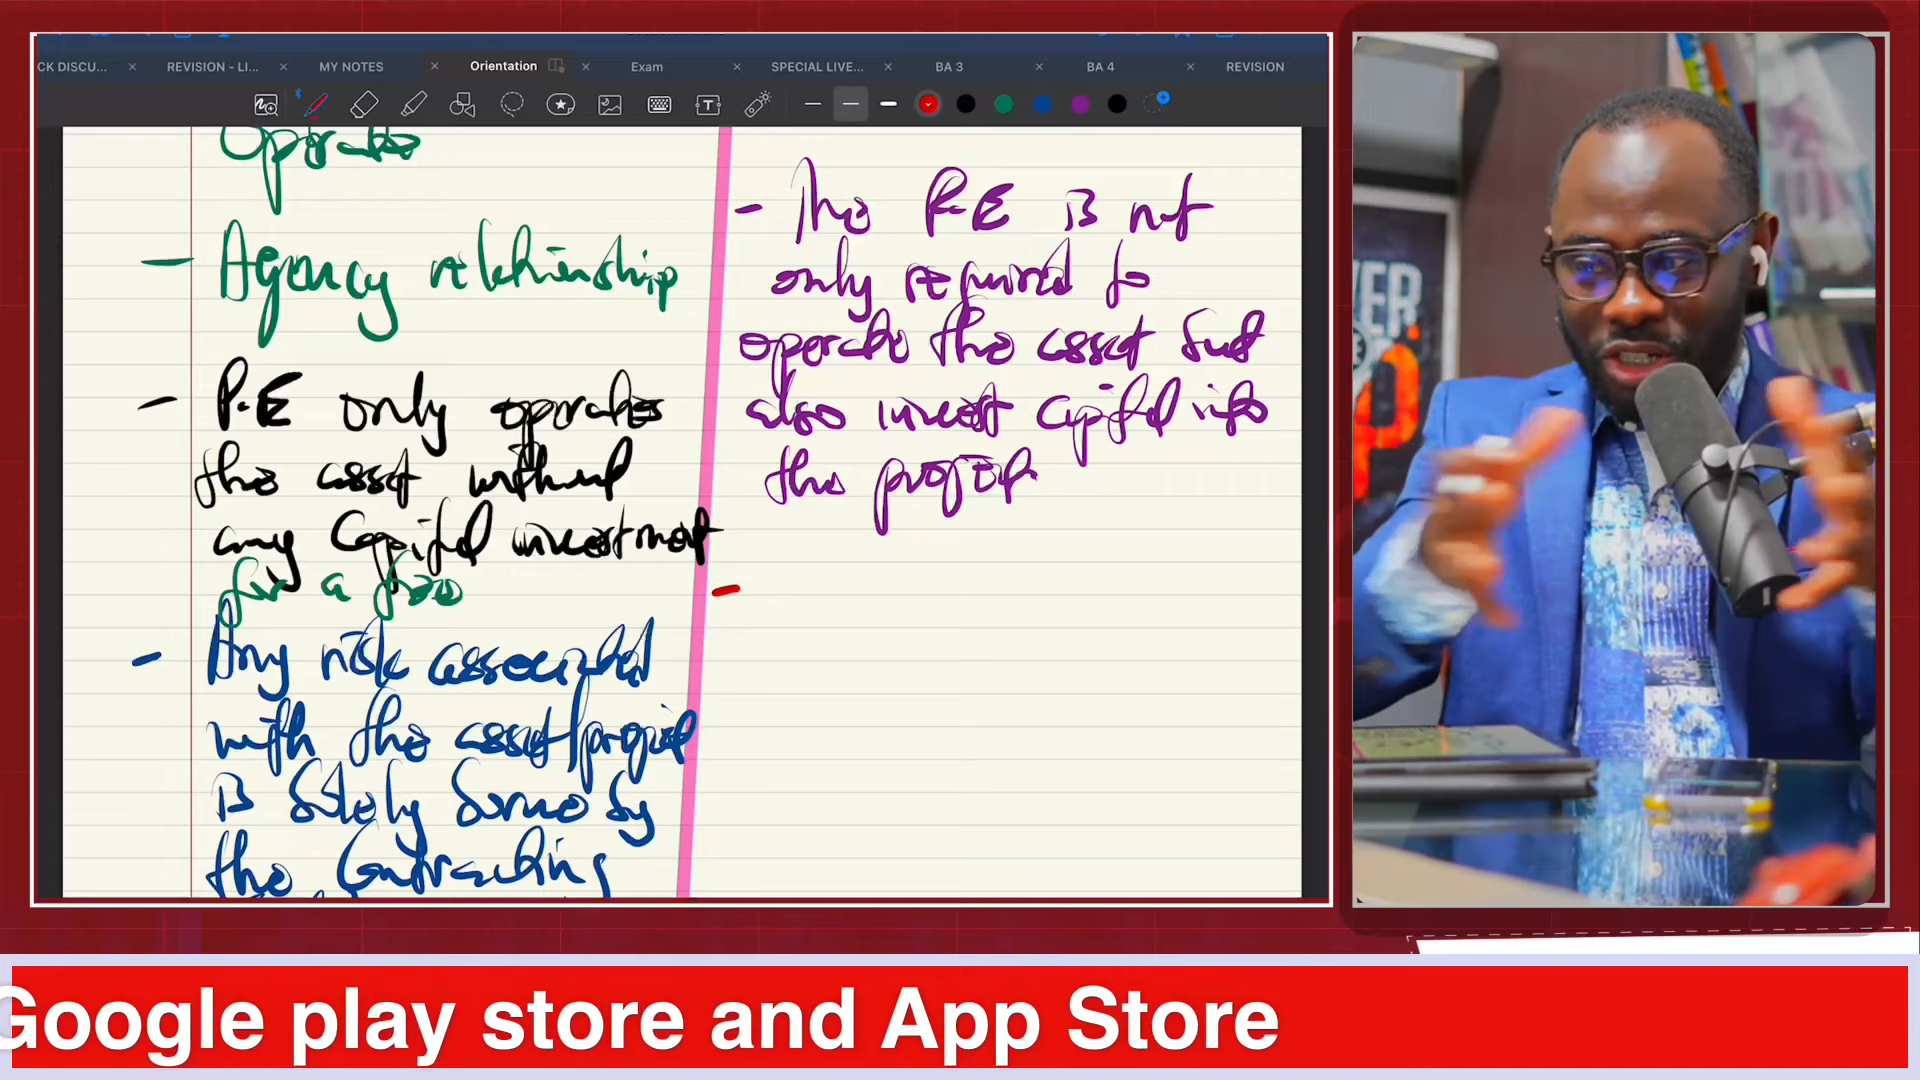 CK DISCU...
REVISION - LI...
MY NOTES
Orientation
Exam
SPECIAL LIVE...
BA 3
BA 4
REVISION
Operate
- Agency relationship
- P.E only operates
the asset without
any Capital investment
for a fee
- Any risk associated
with the asset/project
is Solely borne by
the Contracting
- The P.E is not
only required to
operate the asset but
also invest capital into
the project
-
Google play store and App Store